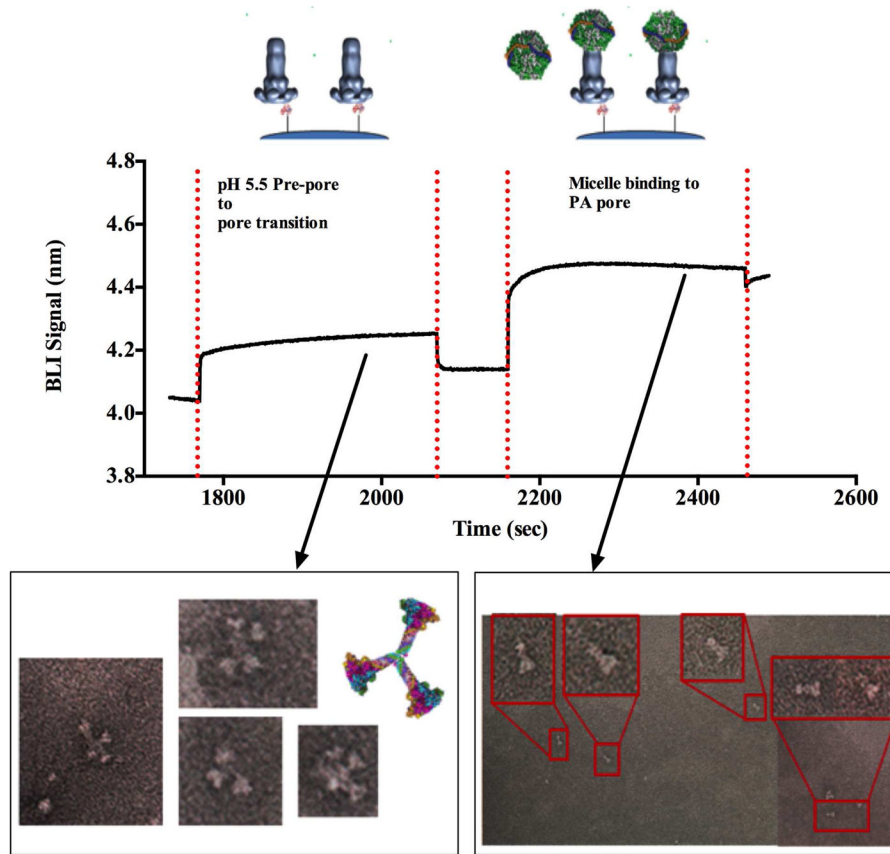 pH 5.5 Pre-pore
to
pore transition
Micelle binding to
PA pore
BLI Signal (nm)
4.8
4.6
4.4
4.2
4.0
3.8
1800
2000
2200
2400
2600
Time (sec)